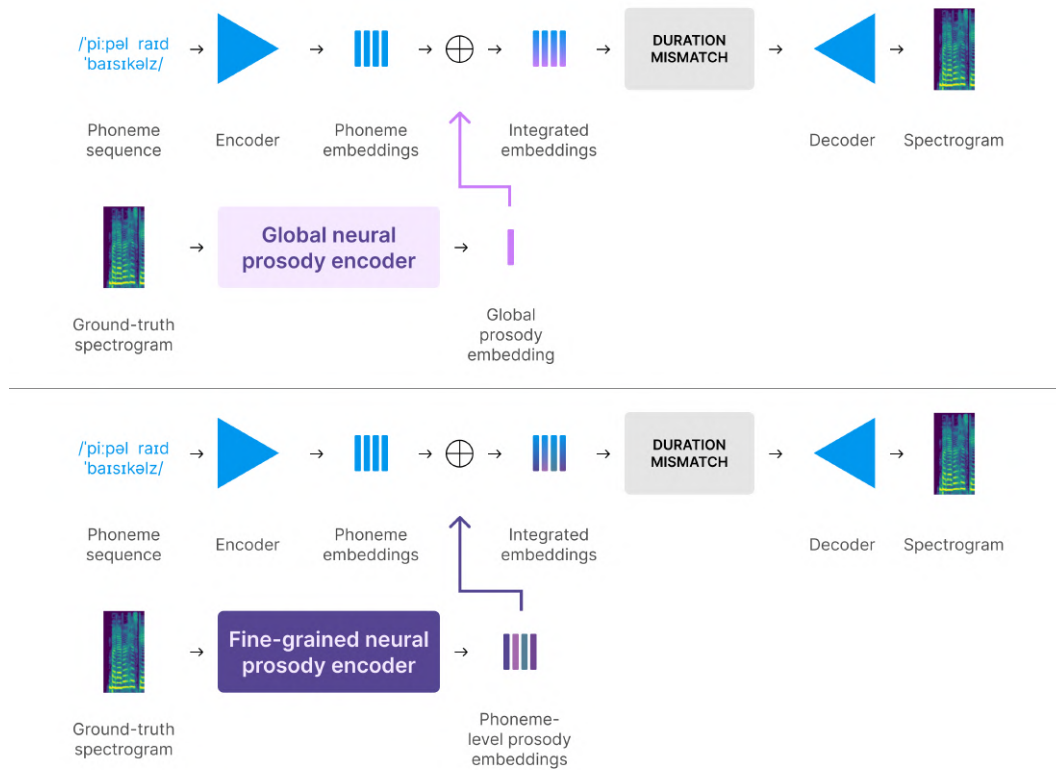 /ˈpiːpəl raɪd
ˈbaɪsɪkəlz/
DURATION
MISMATCH
Phoneme
sequence
Encoder
Phoneme
embeddings
Integrated
embeddings
Decoder
Spectrogram
Global neural
prosody encoder
Ground-truth
spectrogram
Global
prosody
embedding
/ˈpiːpəl raɪd
ˈbaɪsɪkəlz/
DURATION
MISMATCH
Phoneme
sequence
Encoder
Phoneme
embeddings
Integrated
embeddings
Decoder
Spectrogram
Fine-grained neural
prosody encoder
Ground-truth
spectrogram
Phoneme-
level prosody
embeddings